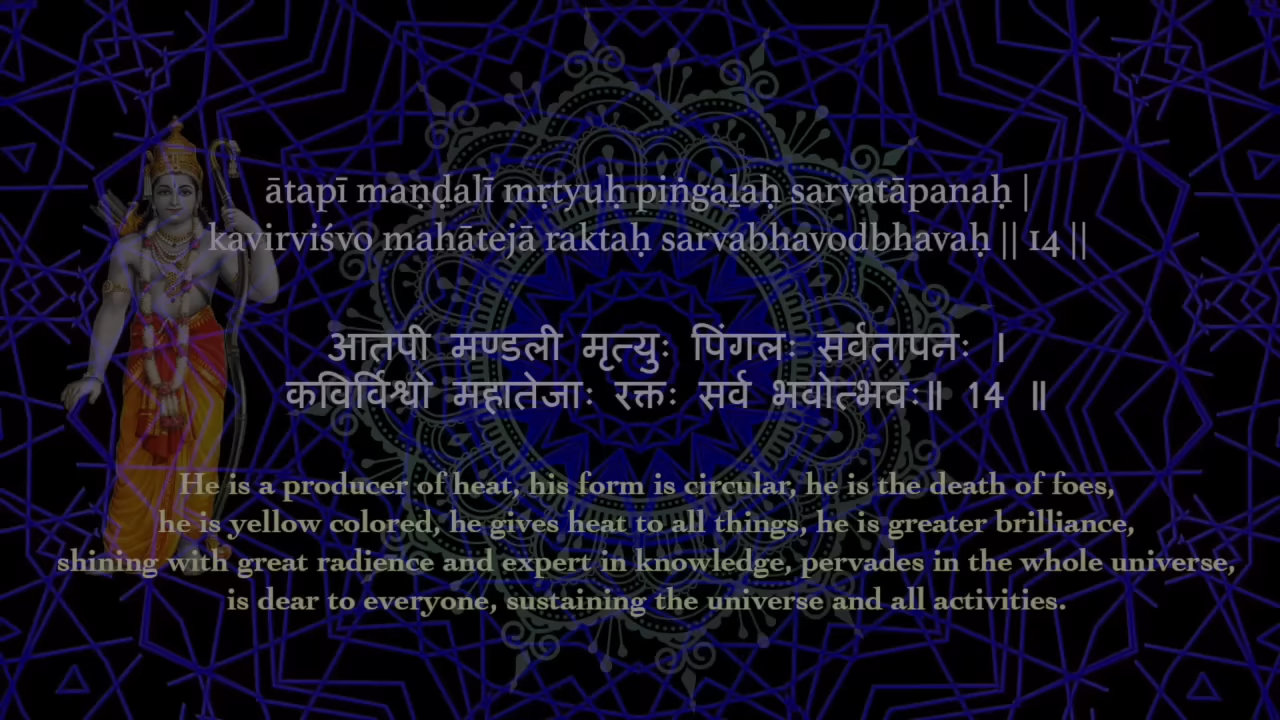 ātapī maṇḍalī mṛtyuḥ piṅgaḻaḥ sarvatāpanaḥ |
kavirviśvo mahātejā raktaḥ sarvabhavodbhavaḥ || 14 ||
आतपी मण्डली मृत्युः पिंगलः सर्वतापनः ।
कविर्विश्वो महातेजाः रक्तः सर्व भवोत्भवः॥ 14 ॥
He is a producer of heat, his form is circular, he is the death of foes,
he is yellow colored, he gives heat to all things, he is greater brilliance,
shining with great radience and expert in knowledge, pervades in the whole universe,
is dear to everyone, sustaining the universe and all activities.